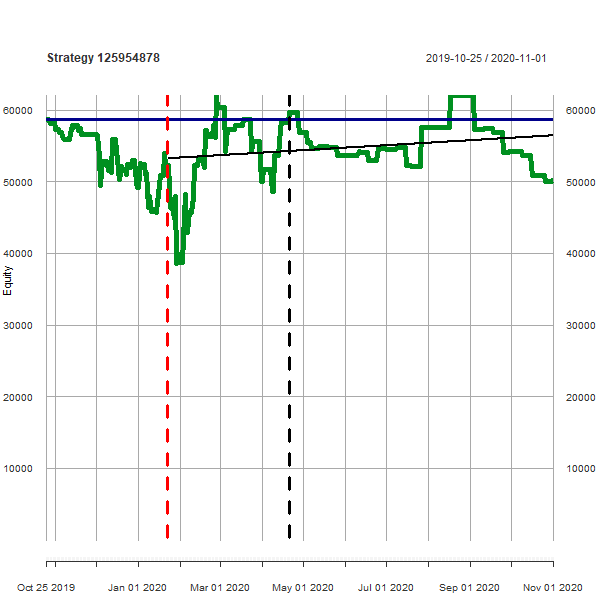 Strategy 125954878
2019-10-25 / 2020-11-01
60000
60000
50000
50000
40000
40000
30000
30000
20000
20000
10000
10000
Equity
Oct 25 2019
Jan 01 2020
Mar 01 2020
May 01 2020
Jul 01 2020
Sep 01 2020
Nov 01 2020